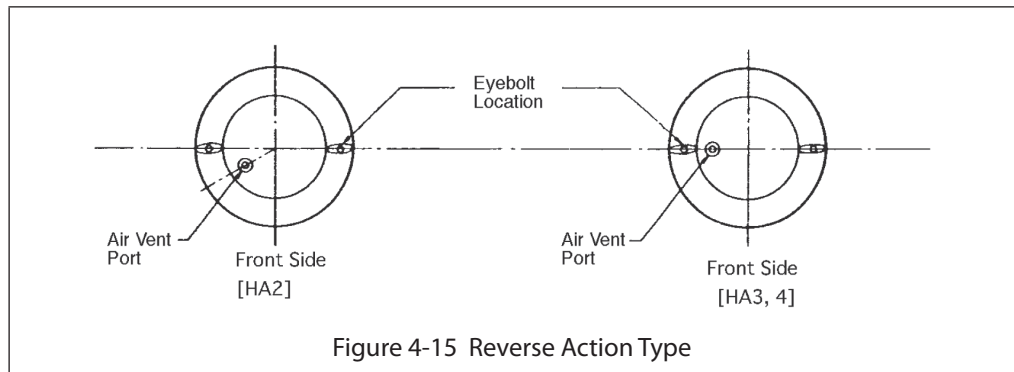 Eyebolt
Location
Air Vent
Port
Front Side
[HA2]
Air Vent
Port
Front Side
[HA3, 4]
Figure 4-15 Reverse Action Type